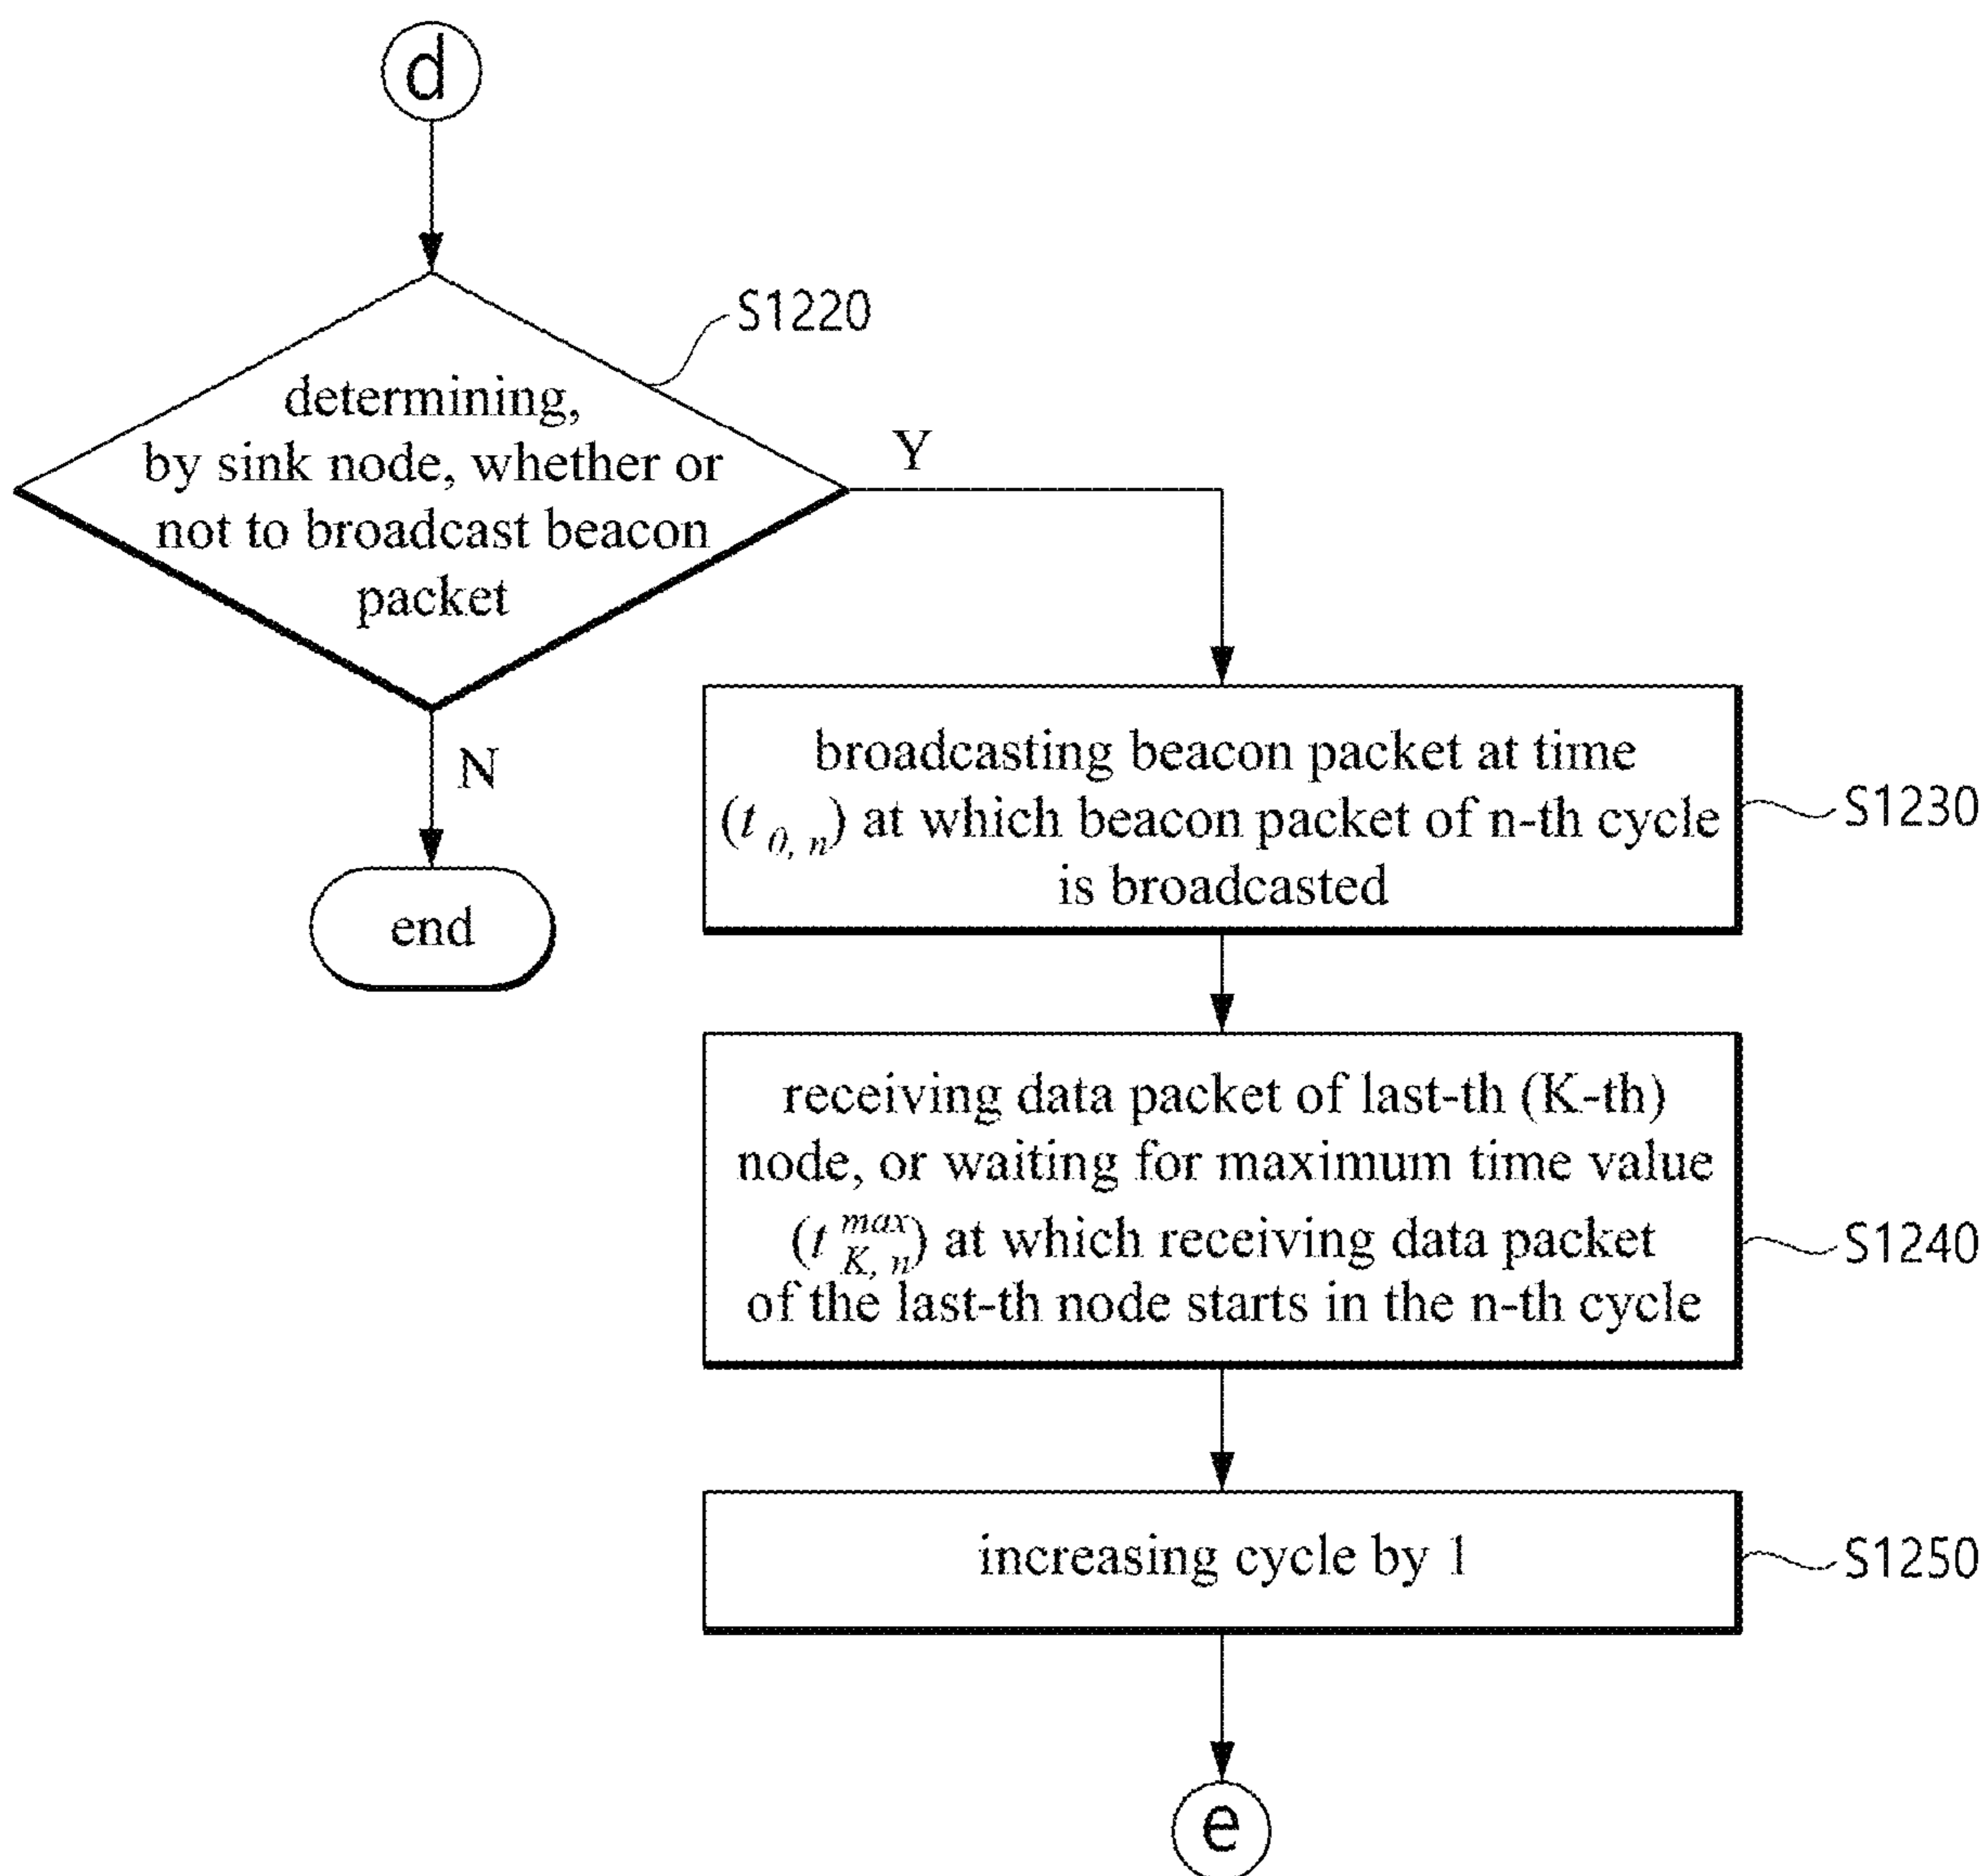 d
S1220
determining,
by sink node, whether or
not to broadcast beacon
packet
Y
N
end
broadcasting beacon packet at time
(t 0, n) at which beacon packet of n-th cycle
is broadcasted
S1230
receiving data packet of last-th (K-th)
node, or waiting for maximum time value
(t max K, n) at which receiving data packet
of the last-th node starts in the n-th cycle
S1240
increasing cycle by 1
S1250
e